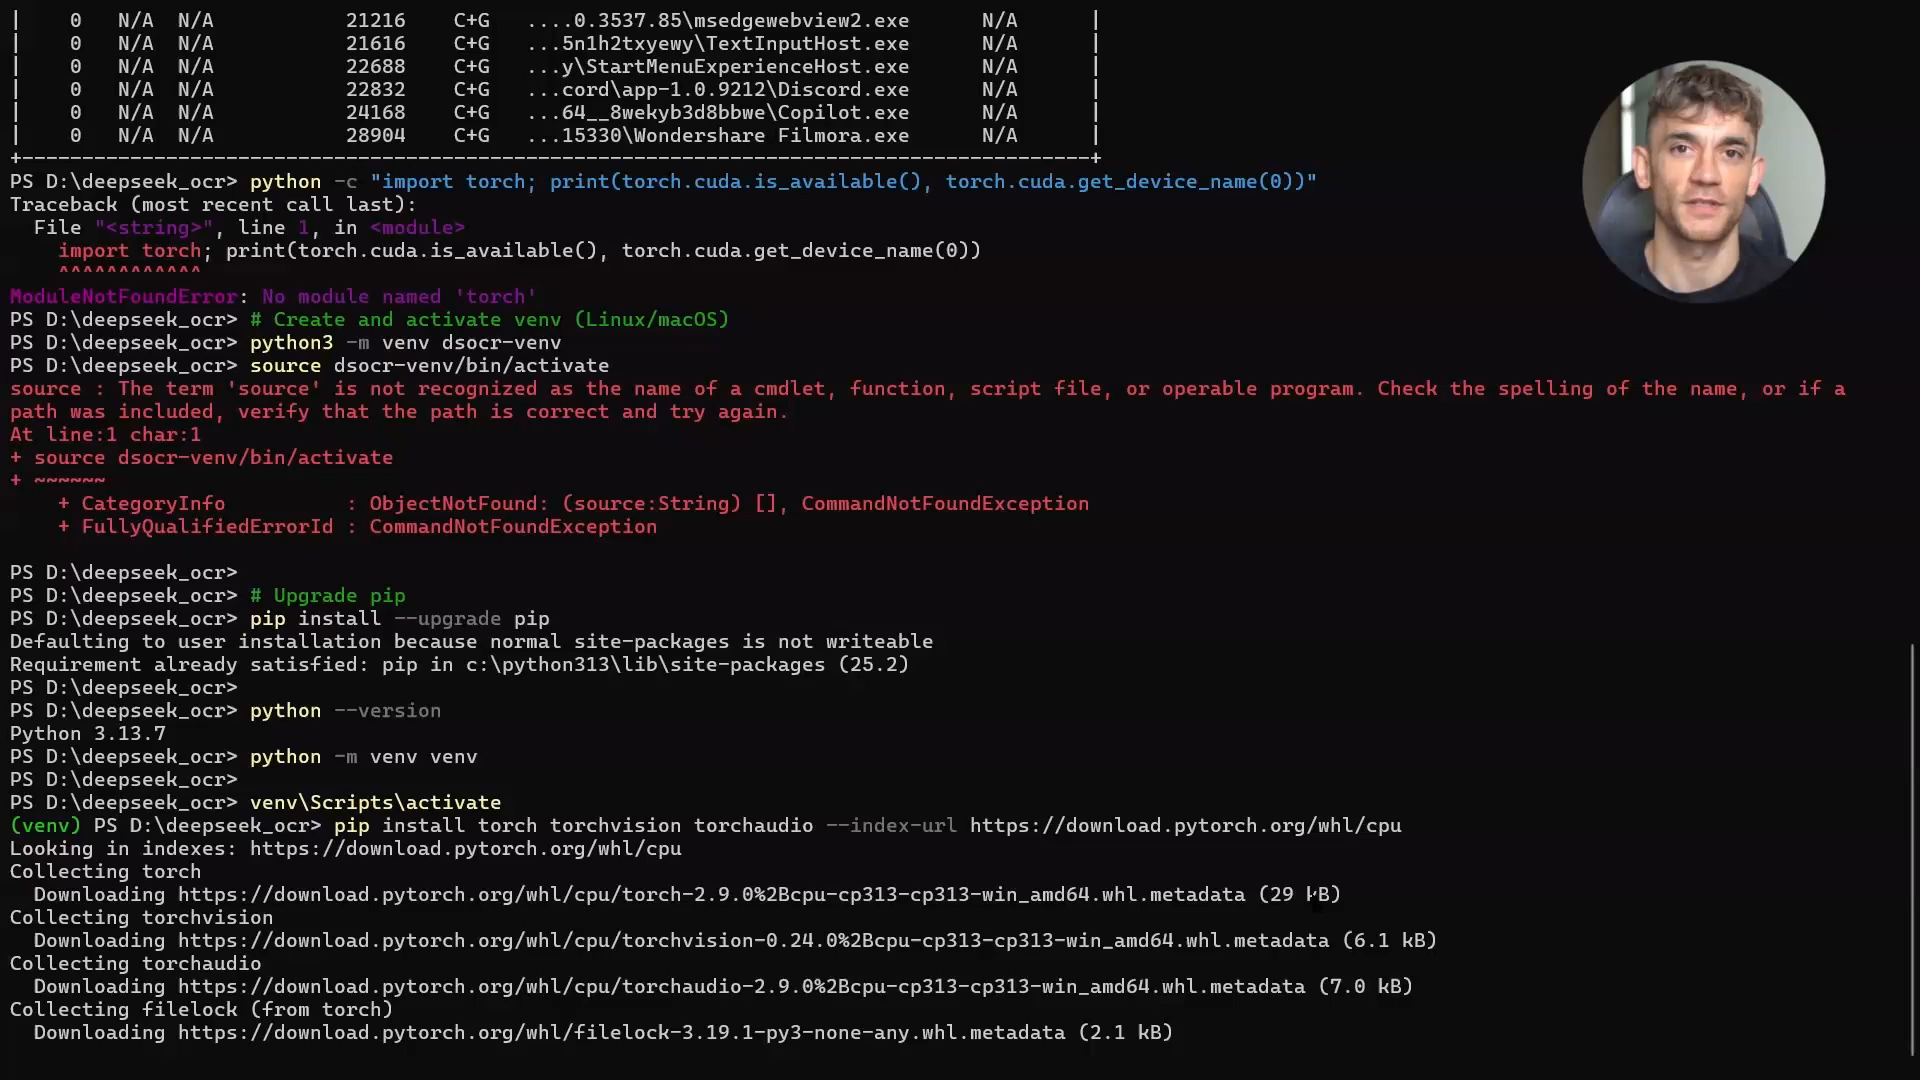 |    0   N/A  N/A           21216    C+G   ....0.3537.85\msedgewebview2.exe      N/A      |
|    0   N/A  N/A           21616    C+G   ...5n1h2txyewy\TextInputHost.exe      N/A      |
|    0   N/A  N/A           22688    C+G   ...y\StartMenuExperienceHost.exe      N/A      |
|    0   N/A  N/A           22832    C+G   ...cord\app-1.0.9212\Discord.exe      N/A      |
|    0   N/A  N/A           24168    C+G   ...64__8wekyb3d8bbwe\Copilot.exe      N/A      |
|    0   N/A  N/A           28904    C+G   ...15330\Wondershare Filmora.exe      N/A      |
+-----------------------------------------------------------------------------------------+
PS D:\deepseek_ocr> python -c "import torch; print(torch.cuda.is_available(), torch.cuda.get_device_name(0))"
Traceback (most recent call last):
  File "<string>", line 1, in <module>
    import torch; print(torch.cuda.is_available(), torch.cuda.get_device_name(0))
    ^^^^^^^^^^^^
ModuleNotFoundError: No module named 'torch'
PS D:\deepseek_ocr> # Create and activate venv (Linux/macOS)
PS D:\deepseek_ocr> python3 -m venv dsocr-venv
PS D:\deepseek_ocr> source dsocr-venv/bin/activate
source : The term 'source' is not recognized as the name of a cmdlet, function, script file, or operable program. Check the spelling of the name, or if a
path was included, verify that the path is correct and try again.
At line:1 char:1
+ source dsocr-venv/bin/activate
+ ~~~~~~
    + CategoryInfo          : ObjectNotFound: (source:String) [], CommandNotFoundException
    + FullyQualifiedErrorId : CommandNotFoundException
PS D:\deepseek_ocr>
PS D:\deepseek_ocr> # Upgrade pip
PS D:\deepseek_ocr> pip install --upgrade pip
Defaulting to user installation because normal site-packages is not writeable
Requirement already satisfied: pip in c:\python313\lib\site-packages (25.2)
PS D:\deepseek_ocr>
PS D:\deepseek_ocr> python --version
Python 3.13.7
PS D:\deepseek_ocr> python -m venv venv
PS D:\deepseek_ocr>
PS D:\deepseek_ocr> venv\Scripts\activate
(venv) PS D:\deepseek_ocr> pip install torch torchvision torchaudio --index-url https://download.pytorch.org/whl/cpu
Looking in indexes: https://download.pytorch.org/whl/cpu
Collecting torch
  Downloading https://download.pytorch.org/whl/cpu/torch-2.9.0%2Bcpu-cp313-cp313-win_amd64.whl.metadata (29 kB)
Collecting torchvision
  Downloading https://download.pytorch.org/whl/cpu/torchvision-0.24.0%2Bcpu-cp313-cp313-win_amd64.whl.metadata (6.1 kB)
Collecting torchaudio
  Downloading https://download.pytorch.org/whl/cpu/torchaudio-2.9.0%2Bcpu-cp313-cp313-win_amd64.whl.metadata (7.0 kB)
Collecting filelock (from torch)
  Downloading https://download.pytorch.org/whl/filelock-3.19.1-py3-none-any.whl.metadata (2.1 kB)